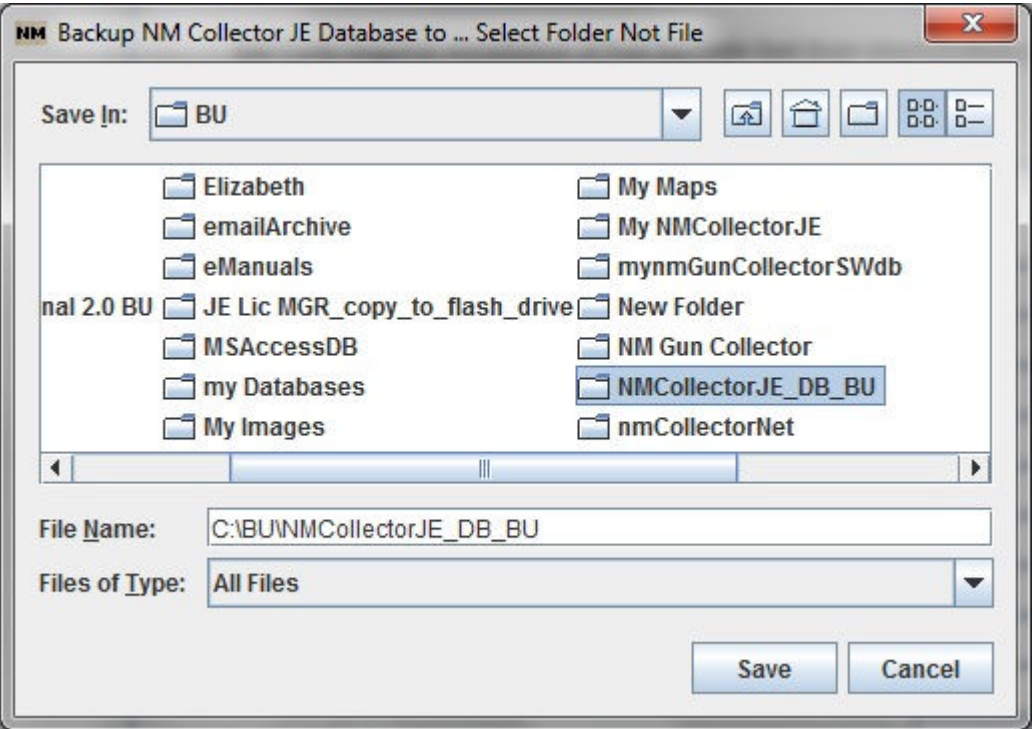 NM Backup NM Collector JE Database to ... Select Folder Not File
Save In: BU
Elizabeth My Maps
emailArchive My NMCollectorJE
eManuals mynmGunCollectorSWdb
nal 2.0 BU JE Lic MGR_copy_to_flash_drive New Folder
MSAccessDB NM Gun Collector
my Databases NMCollectorJE_DB_BU
My Images nmCollectorNet
File Name: C:\BU\NMCollectorJE_DB_BU
Files of Type: All Files
Save Cancel